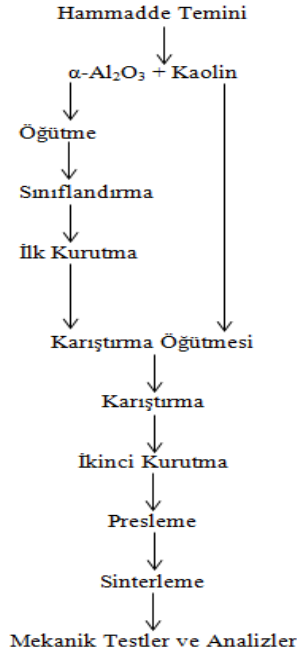 Hammadde Temini
α-Al₂O₃ + Kaolin
Öğütme
Sınıflandırma
İlk Kurutma
Karıştırma Öğütmesi
Karıştırma
İkinci Kurutma
Presleme
Sinterleme
Mekanik Testler ve Analizler